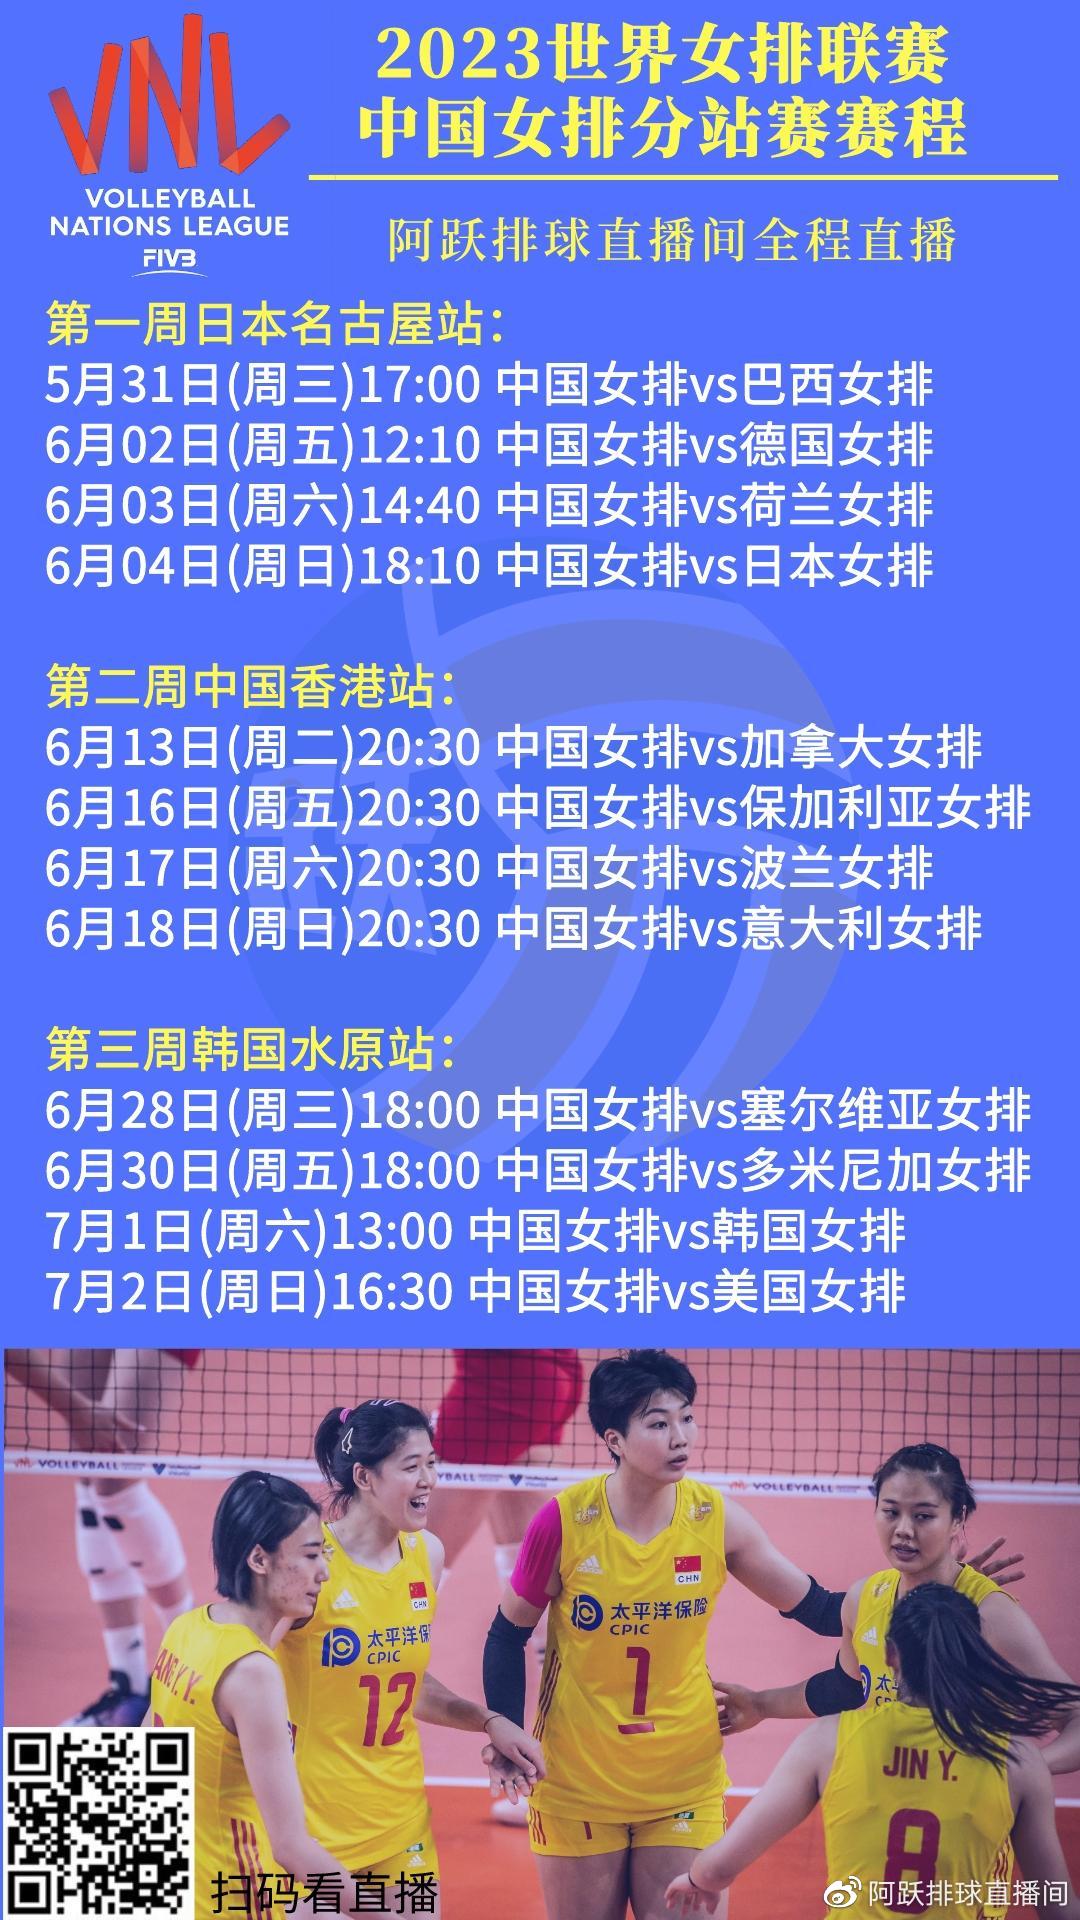 VNL
VOLLEYBALL
NATIONS LEAGUE
FIVB
2023世界女排联赛
中国女排分站赛赛程
阿跃排球直播间全程直播
第一周日本名古屋站：
5月31日(周三)17:00 中国女排vs巴西女排
6月02日(周五)12:10 中国女排vs德国女排
6月03日(周六)14:40 中国女排vs荷兰女排
6月04日(周日)18:10 中国女排vs日本女排
第二周中国香港站：
6月13日(周二)20:30 中国女排vs加拿大女排
6月16日(周五)20:30 中国女排vs保加利亚女排
6月17日(周六)20:30 中国女排vs波兰女排
6月18日(周日)20:30 中国女排vs意大利女排
第三周韩国水原站：
6月28日(周三)18:00 中国女排vs塞尔维亚女排
6月30日(周五)18:00 中国女排vs多米尼加女排
7月1日(周六)13:00 中国女排vs韩国女排
7月2日(周日)16:30 中国女排vs美国女排
VOLLEYBALL
VOLLEYBALL
CHN
太平洋保
CPIC
12
CHN
太平洋保险
CPIC
1
1
ANG Y. Y.
太
CP
JIN Y.
8
扫码看直播
阿跃排球直播间